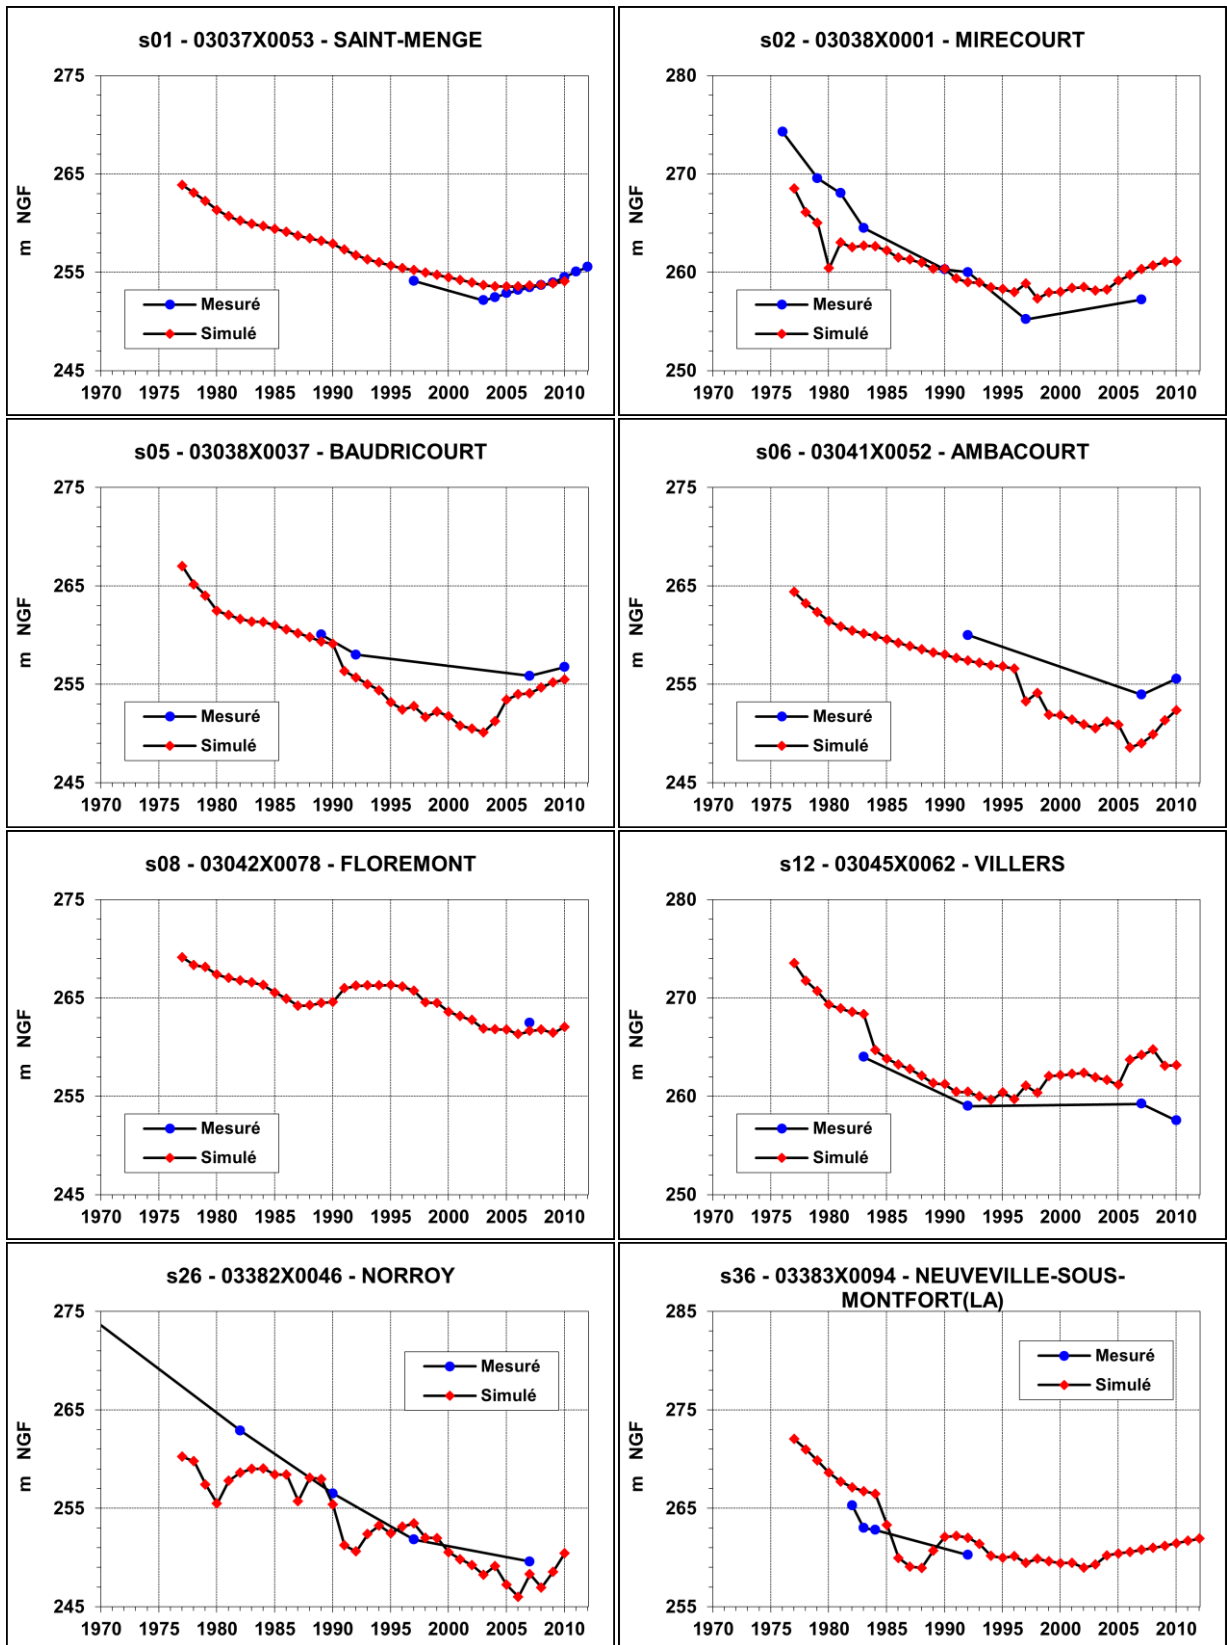 s01 - 03037X0053 - SAINT-MENGE
275
265
255
245
m NGF
Mesuré
Simulé
1970 1975 1980 1985 1990 1995 2000 2005 2010
s02 - 03038X0001 - MIRECOURT
280
270
260
250
m NGF
Mesuré
Simulé
1970 1975 1980 1985 1990 1995 2000 2005 2010
s05 - 03038X0037 - BAUDRICOURT
275
265
255
245
m NGF
Mesuré
Simulé
1970 1975 1980 1985 1990 1995 2000 2005 2010
s06 - 03041X0052 - AMBACOURT
275
265
255
245
m NGF
Mesuré
Simulé
1970 1975 1980 1985 1990 1995 2000 2005 2010
s08 - 03042X0078 - FLOREMONT
275
265
255
245
m NGF
Mesuré
Simulé
1970 1975 1980 1985 1990 1995 2000 2005 2010
s12 - 03045X0062 - VILLERS
280
270
260
250
m NGF
Mesuré
Simulé
1970 1975 1980 1985 1990 1995 2000 2005 2010
s26 - 03382X0046 - NORROY
275
265
255
245
m NGF
Mesuré
Simulé
1970 1975 1980 1985 1990 1995 2000 2005 2010
s36 - 03383X0094 - NEUVEVILLE-SOUS-
MONTFORT(LA)
285
275
265
255
m NGF
Mesuré
Simulé
1970 1975 1980 1985 1990 1995 2000 2005 2010